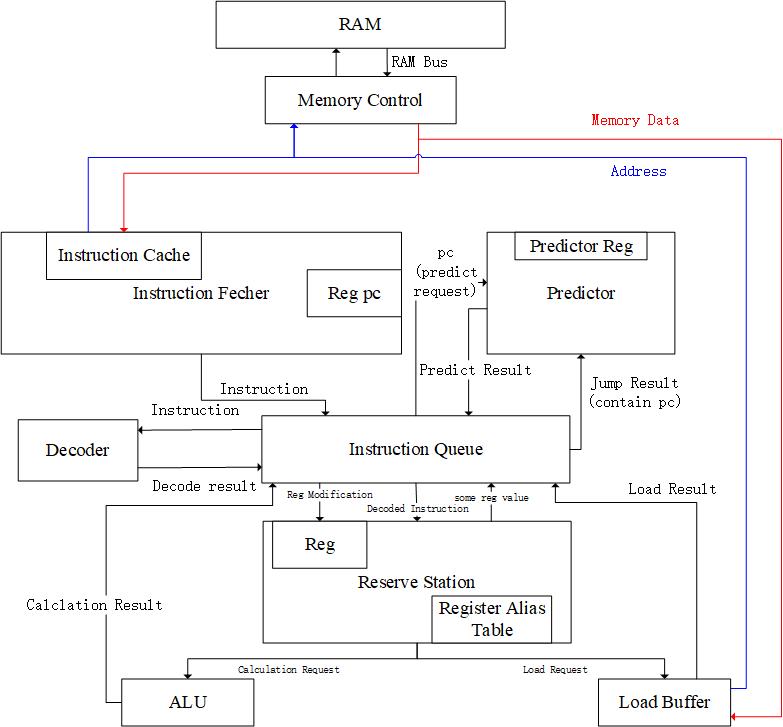 RAM
RAM Bus
Memory Control
Memory Data
Address
Instruction Cache
Instruction Fecher
Reg pc
pc
(predict
request)
Predictor Reg
Predictor
Predict Result
Jump Result
(contain pc)
Instruction
Instruction
Decoder
Instruction Queue
Decode result
Reg Modification
Decoded Instruction
some reg value
Load Result
Reg
Reserve Station
Register Alias
Table
Calclation Result
Calculation Request
Load Request
ALU
Load Buffer